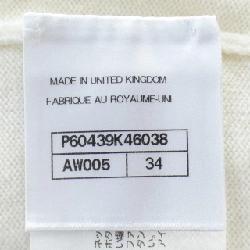 MADE IN UNITED KINGDOM
FABRIQUE AU ROYAUME-UNI
P60439K46038
AW005 34